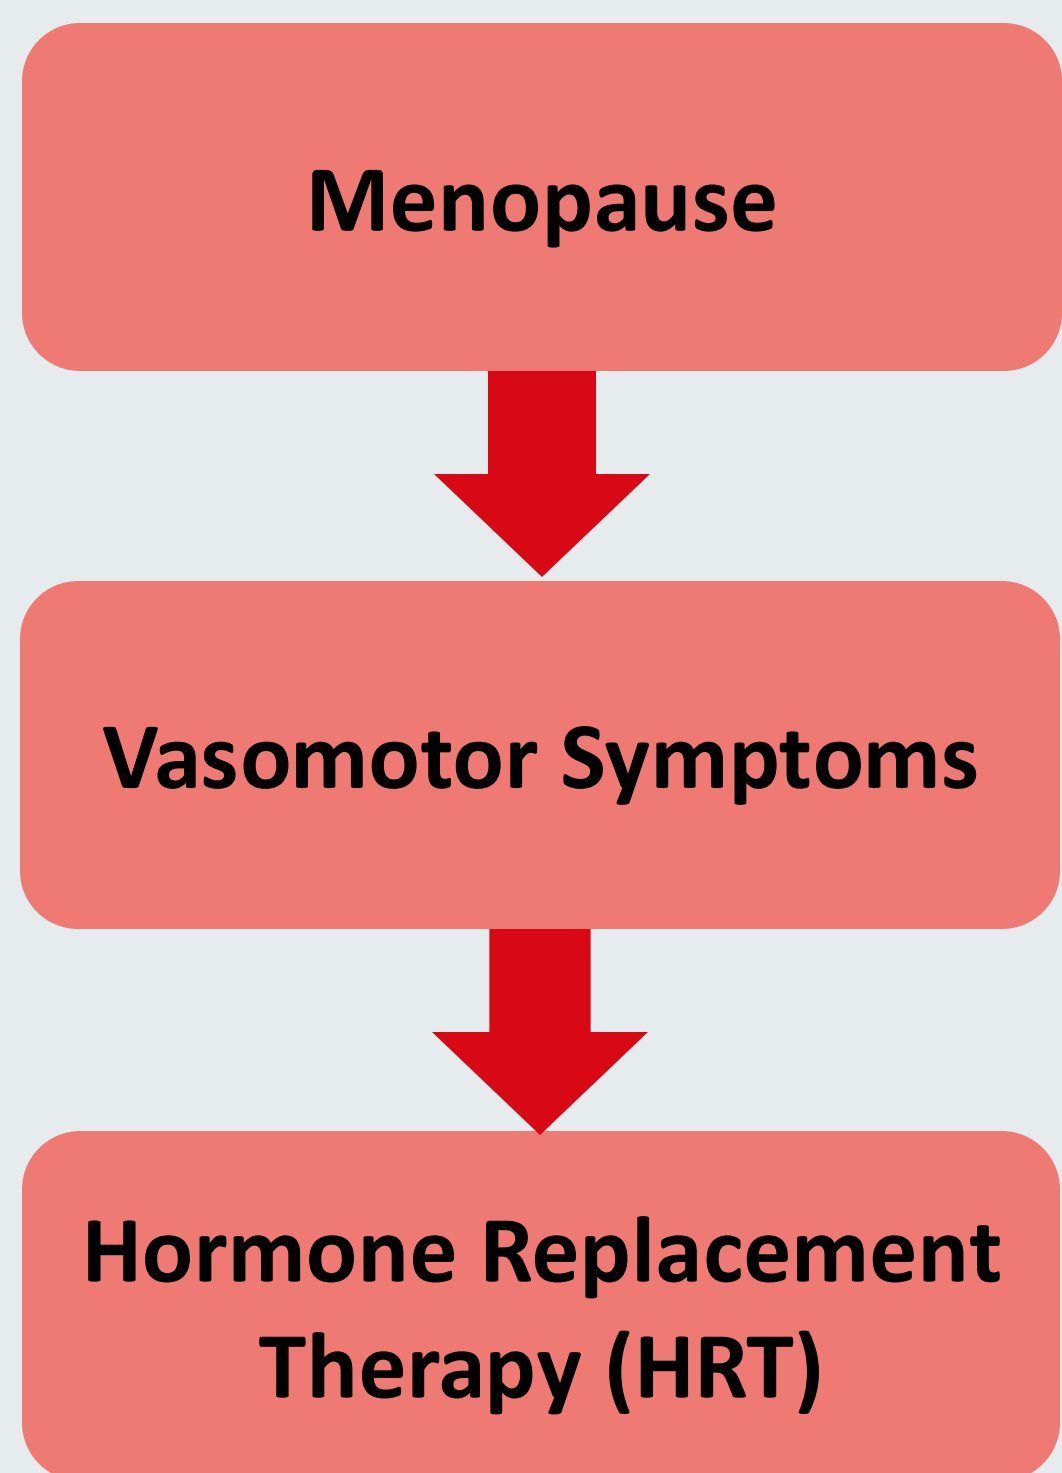 Menopause
Vasomotor Symptoms
Hormone Replacement
Therapy (HRT)